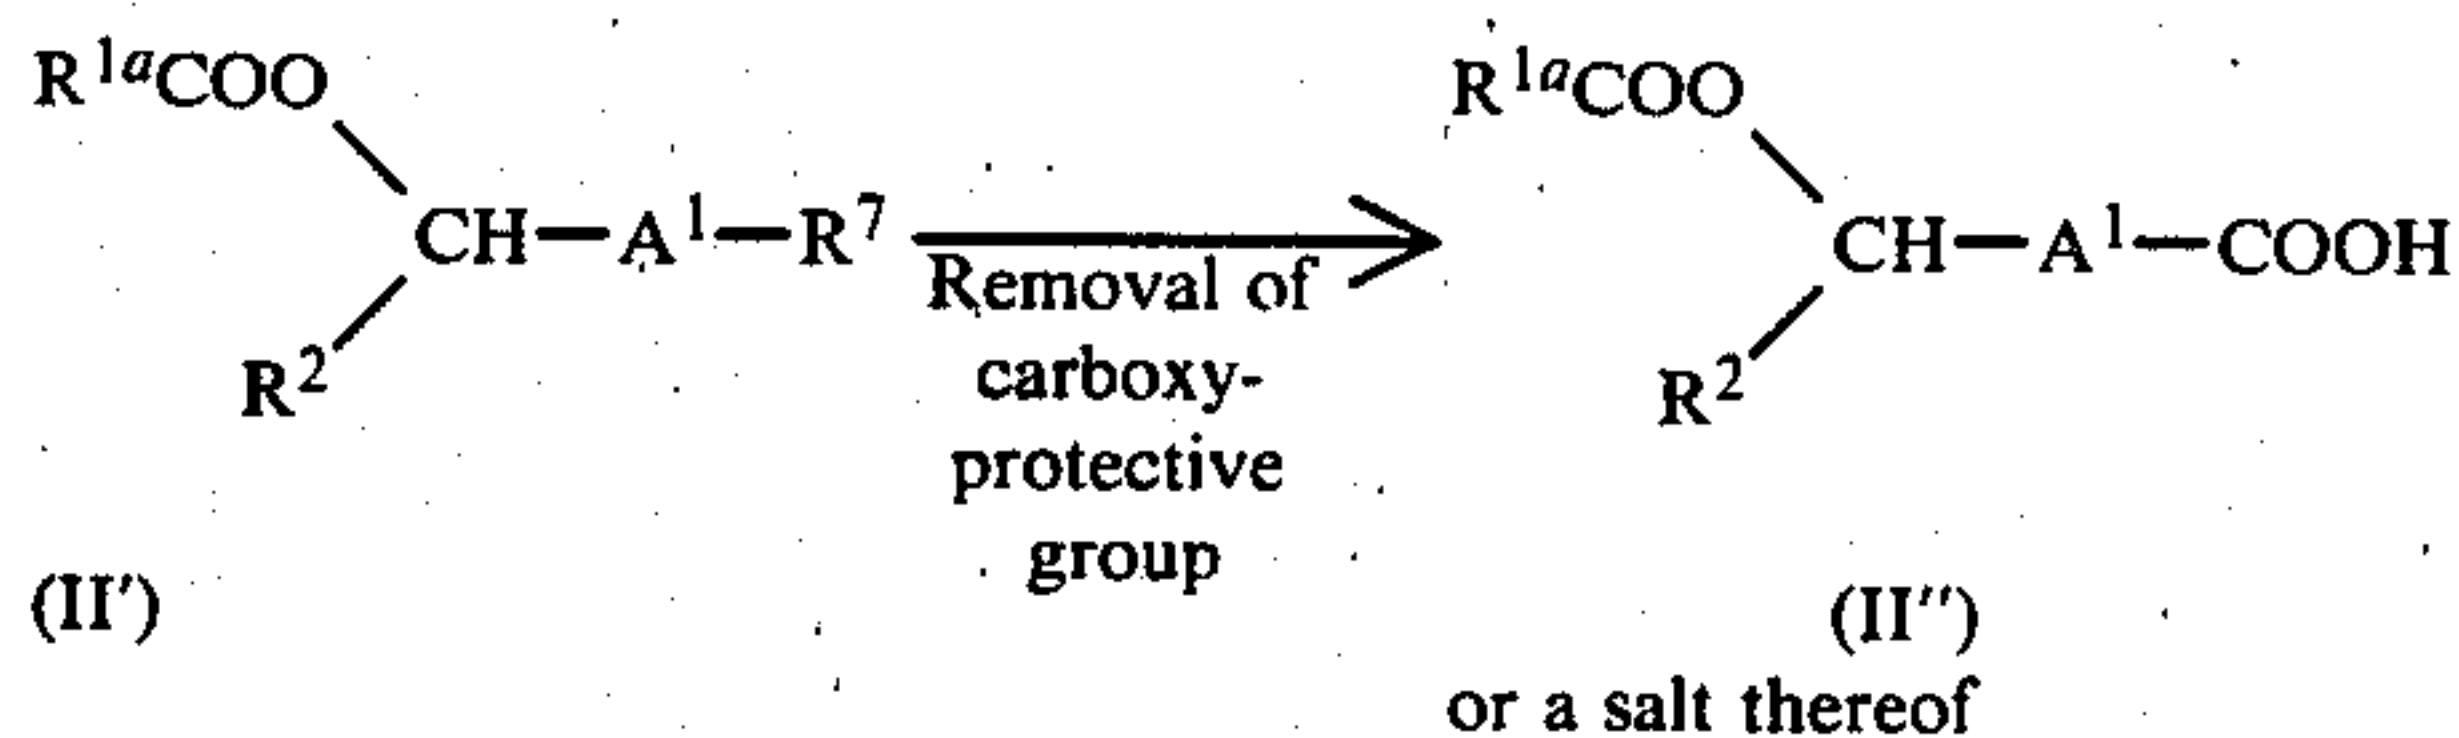 R¹ᵃCOO
R¹ᵃCOO
CH—A¹—R⁷
CH—A¹—COOH
R²
R²
Removal of
carboxy-
protective
group
(II′)
(II″)
or a salt thereof